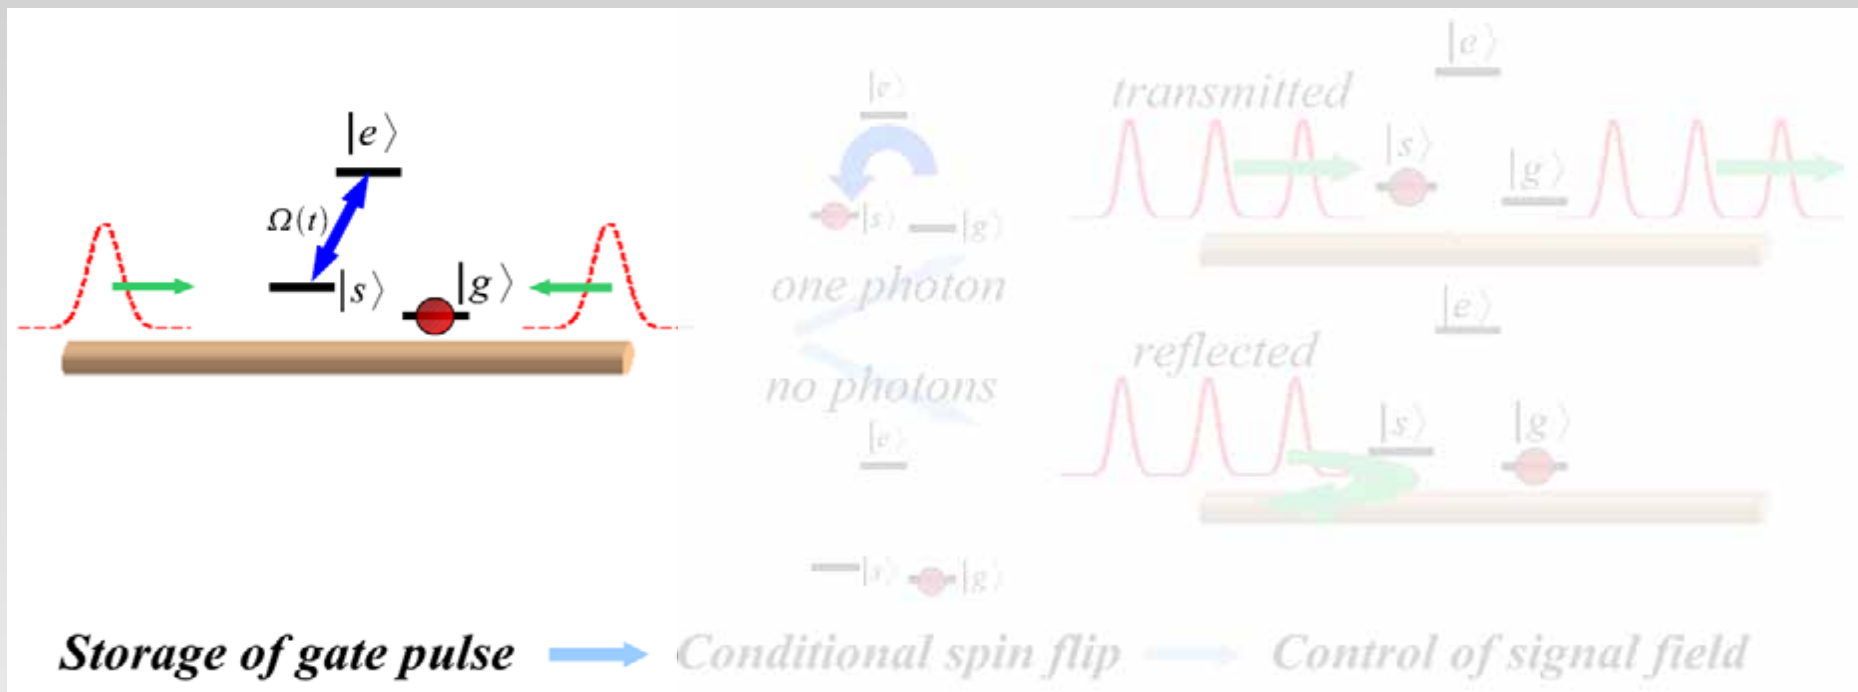 |e⟩
Ω(t)
|s⟩
|g⟩
|e⟩
|s⟩
|g⟩
one photon
no photons
|e⟩
|s⟩
|g⟩
|e⟩
transmitted
|s⟩
|g⟩
|e⟩
reflected
|s⟩
|g⟩
Storage of gate pulse
Conditional spin flip
Control of signal field